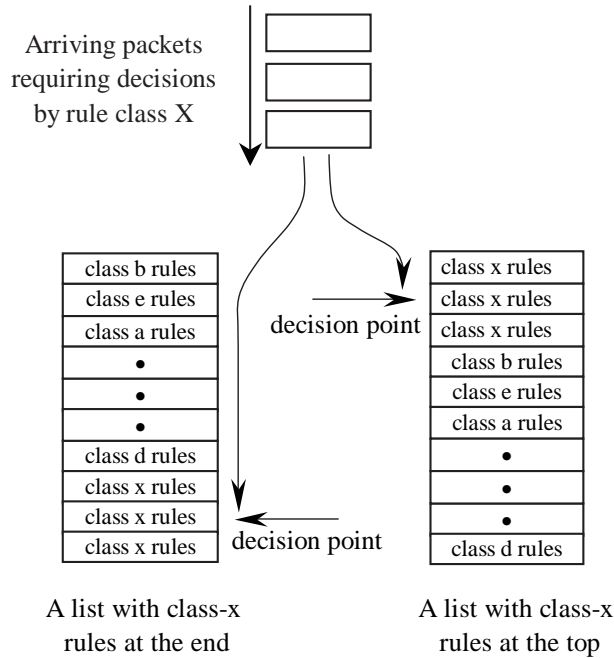 Arriving packets
requiring decisions
by rule class X
class b rules
class e rules
class a rules
•
•
•
class d rules
class x rules
class x rules
class x rules
decision point
A list with class-x
rules at the end
class x rules
class x rules
class x rules
class b rules
class e rules
class a rules
•
•
•
class d rules
decision point
A list with class-x
rules at the top